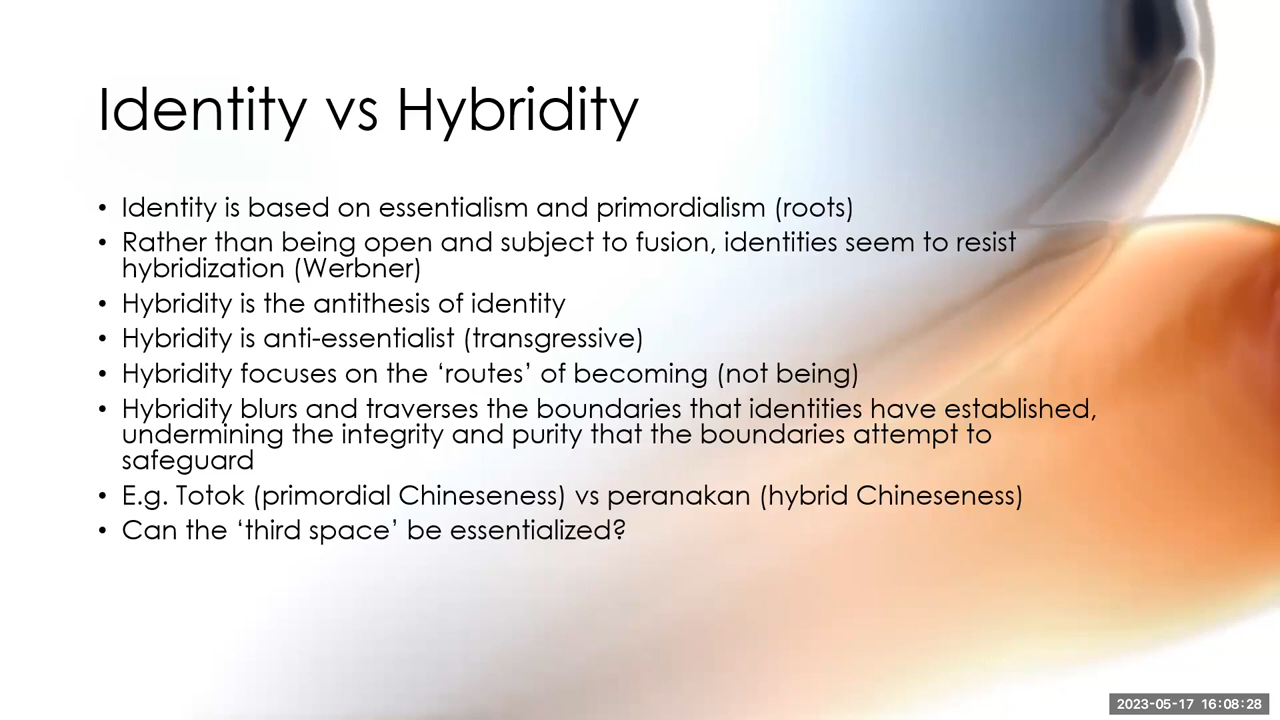 Identity vs Hybridity
• Identity is based on essentialism and primordialism (roots)
• Rather than being open and subject to fusion, identities seem to resist
hybridization (Werbner)
• Hybridity is the antithesis of identity
• Hybridity is anti-essentialist (transgressive)
• Hybridity focuses on the ‘routes’ of becoming (not being)
• Hybridity blurs and traverses the boundaries that identities have established,
undermining the integrity and purity that the boundaries attempt to
safeguard
• E.g. Totok (primordial Chineseness) vs peranakan (hybrid Chineseness)
• Can the ‘third space’ be essentialized?
2023-05-17 16:08:28